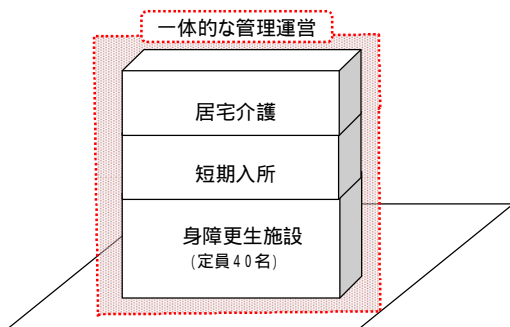 一体的な管理運営
居宅介護
短期入所
身障更生施設
(定員40名)